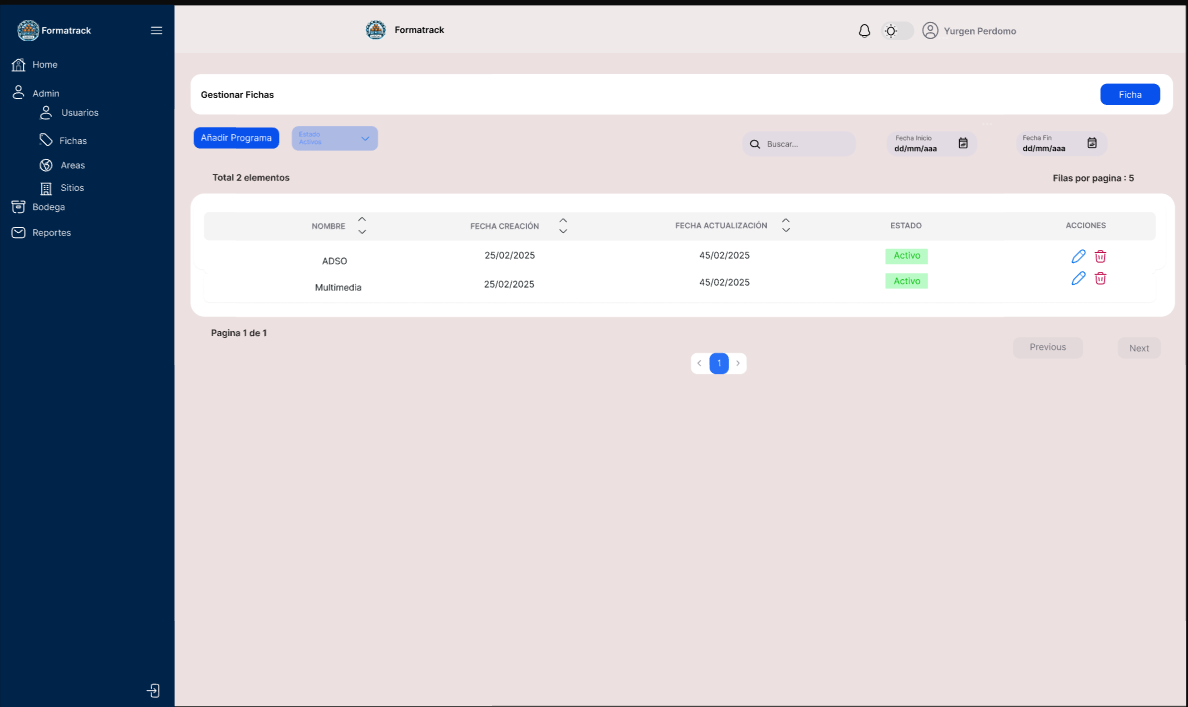 Formatrack
Home
Admin
Usuarios
Fichas
Areas
Sitios
Bodega
Reportes
Formatrack
Yurgen Perdomo
Gestionar Fichas
Ficha
Añadir Programa
Estado
Activos
Buscar...
Fecha Inicio
dd/mm/aaa
Fecha Fin
dd/mm/aaa
Total 2 elementos
Filas por pagina : 5
NOMBRE FECHA CREACIÓN FECHA ACTUALIZACIÓN ESTADO ACCIONES
ADSO 25/02/2025 45/02/2025 Activo
Multimedia 25/02/2025 45/02/2025 Activo
Pagina 1 de 1
Previous
Next
< 1 >